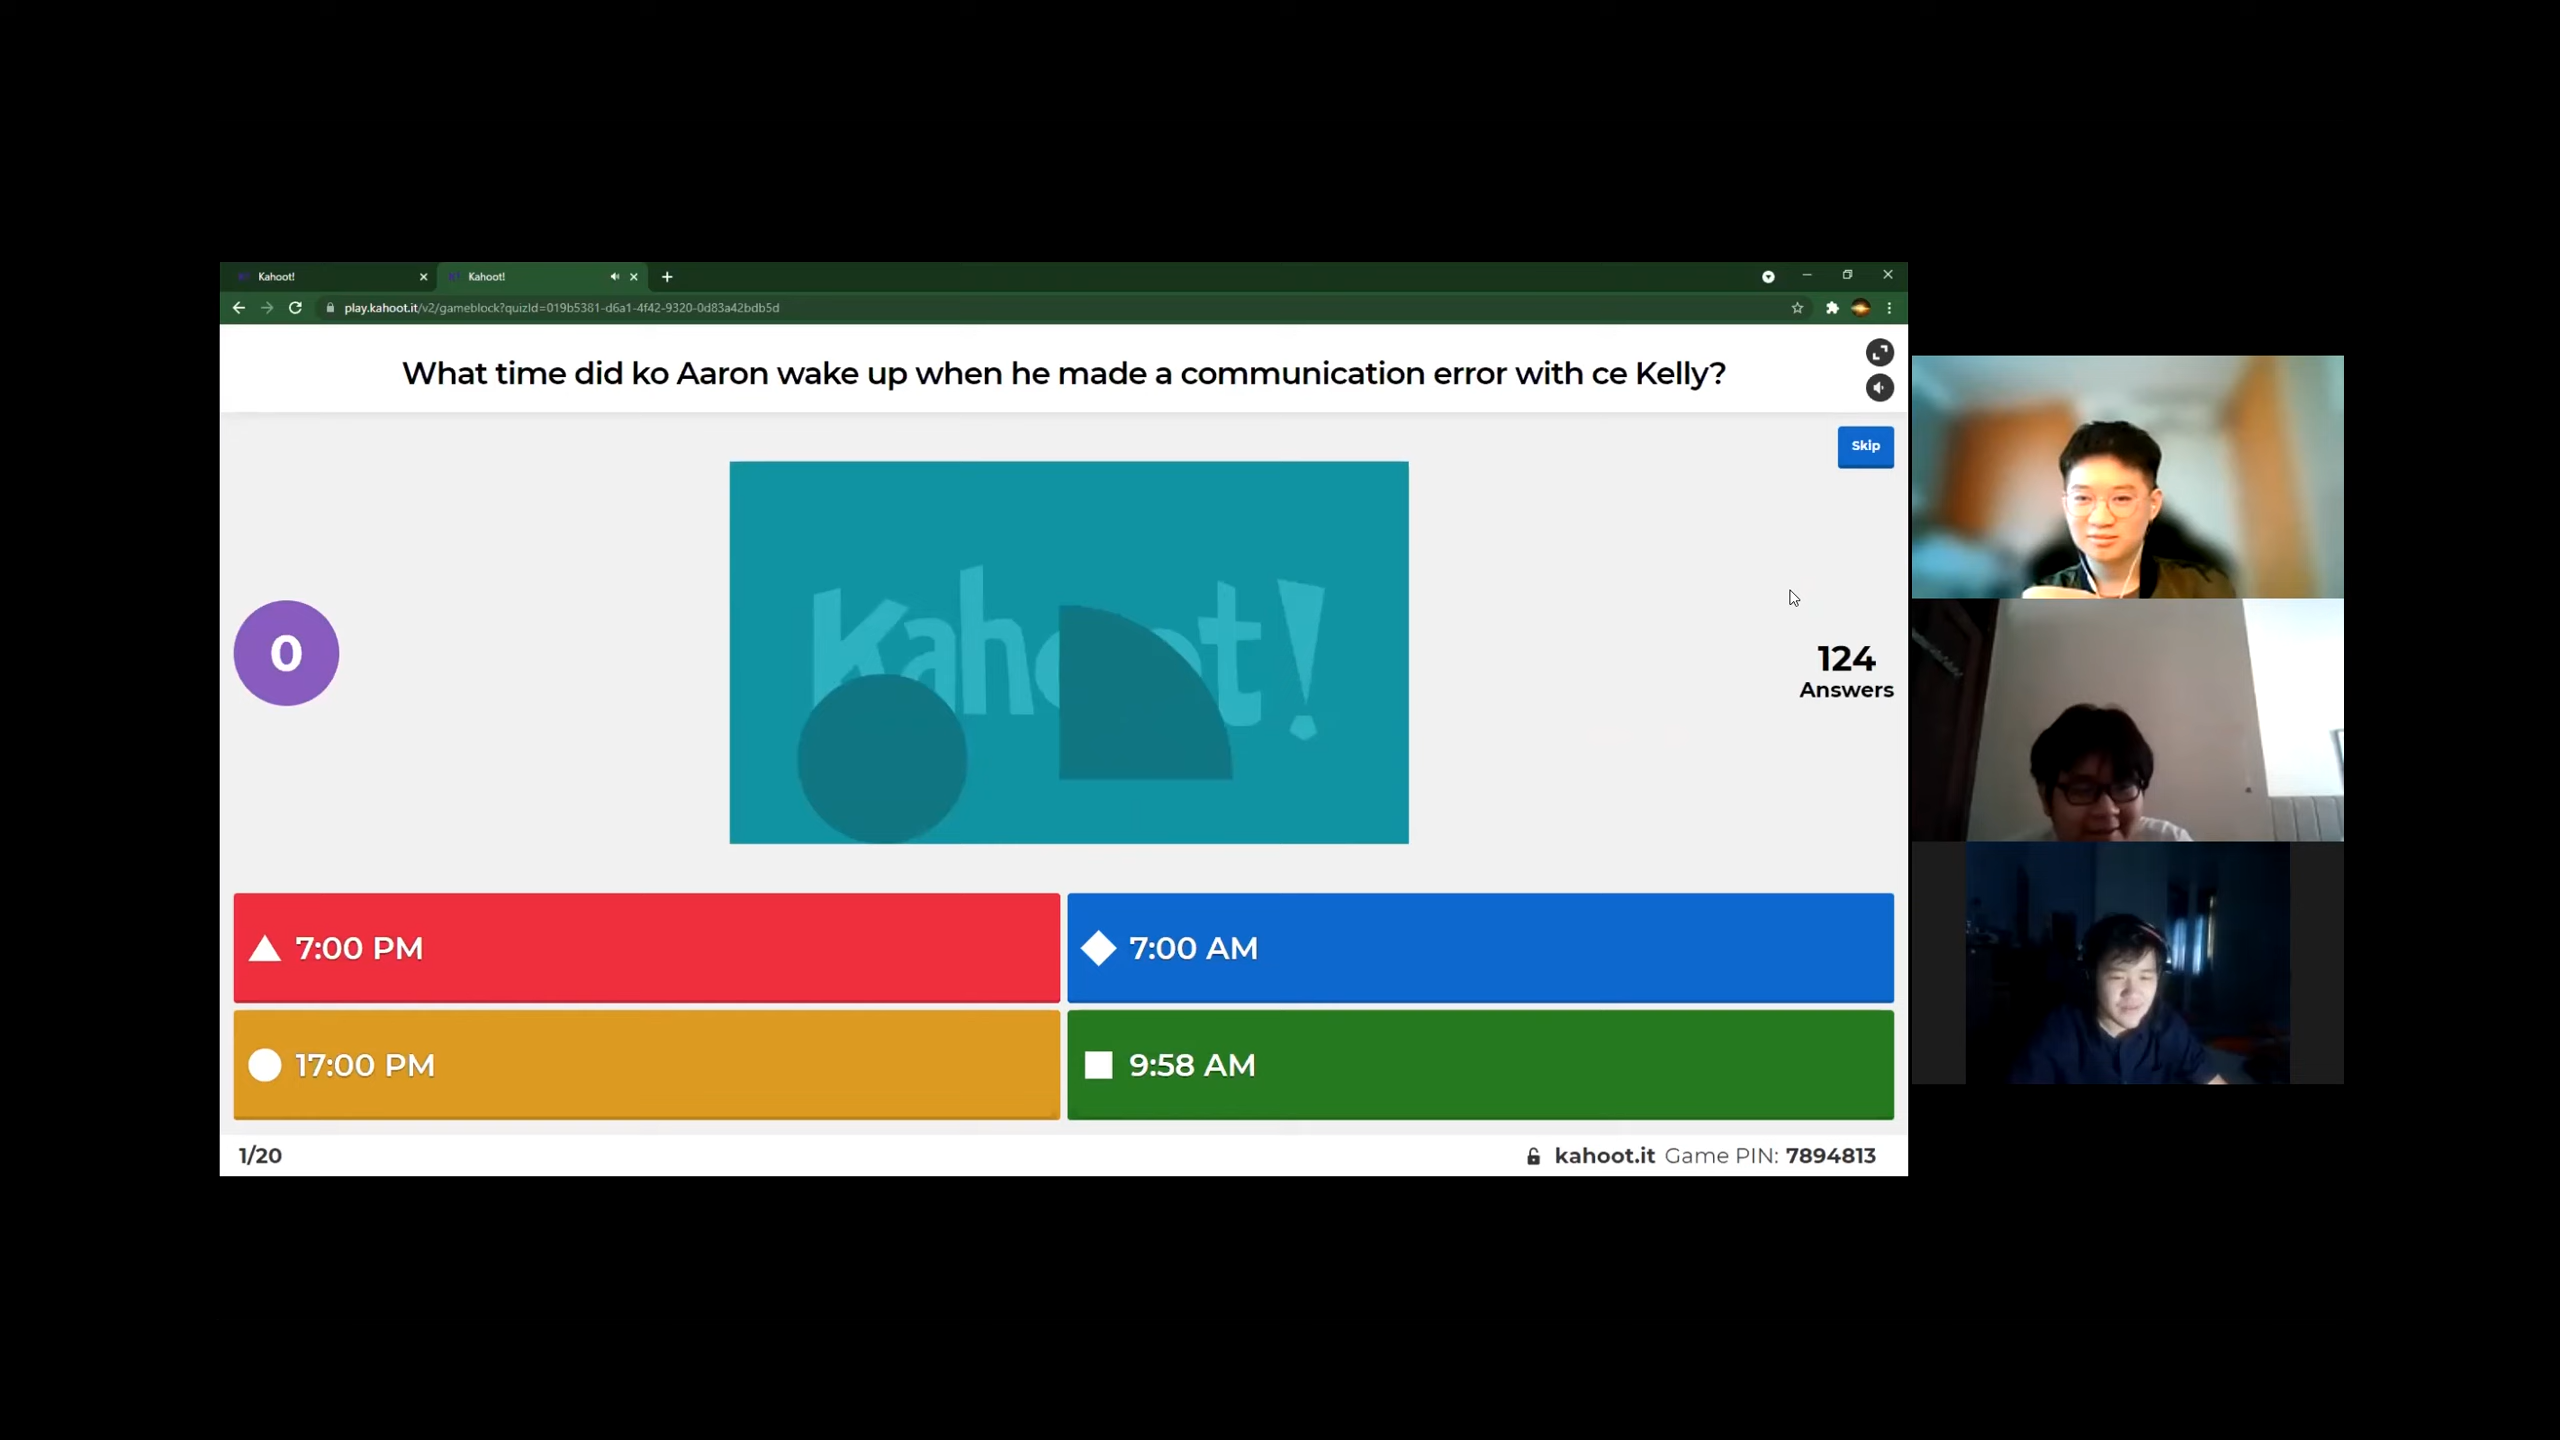 Kahoot!
Kahoot!
play.kahoot.it/v2/gameblock?quizId=019b5381-d6a1-4f42-9320-0d83a42bdb5d
What time did ko Aaron wake up when he made a communication error with ce Kelly?
Skip
Kahoot!
0
124
Answers
7:00 PM
7:00 AM
17:00 PM
9:58 AM
1/20
kahoot.it Game PIN: 7894813